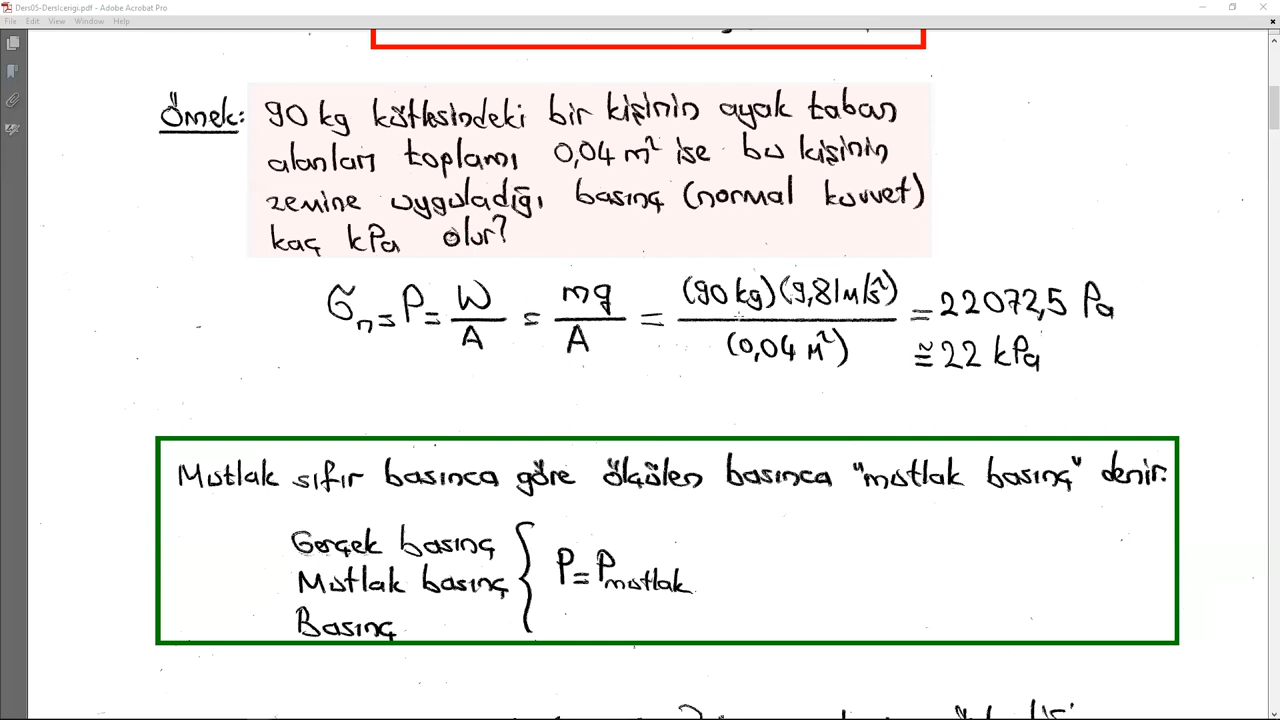 Ders05-DersIcerigi.pdf - Adobe Acrobat Pro
File Edit View Window Help
Örnek: 90 kg kütlesindeki bir kişinin ayak taban
alanları toplamı 0,04 m² ise bu kişinin
zemine uyguladığı basınç (normal kuvvet)
kaç kPa olur?
σₙ = P = W/A = mg/A = (90 kg)(9,81 m/s²)/(0,04 m²) = 22072,5 Pa
≅ 22 kPa
Mutlak sıfır basınca göre ölçülen basınca "mutlak basınç" denir.
Gerçek basınç
Mutlak basınç
Basınç
P = Pmutlak